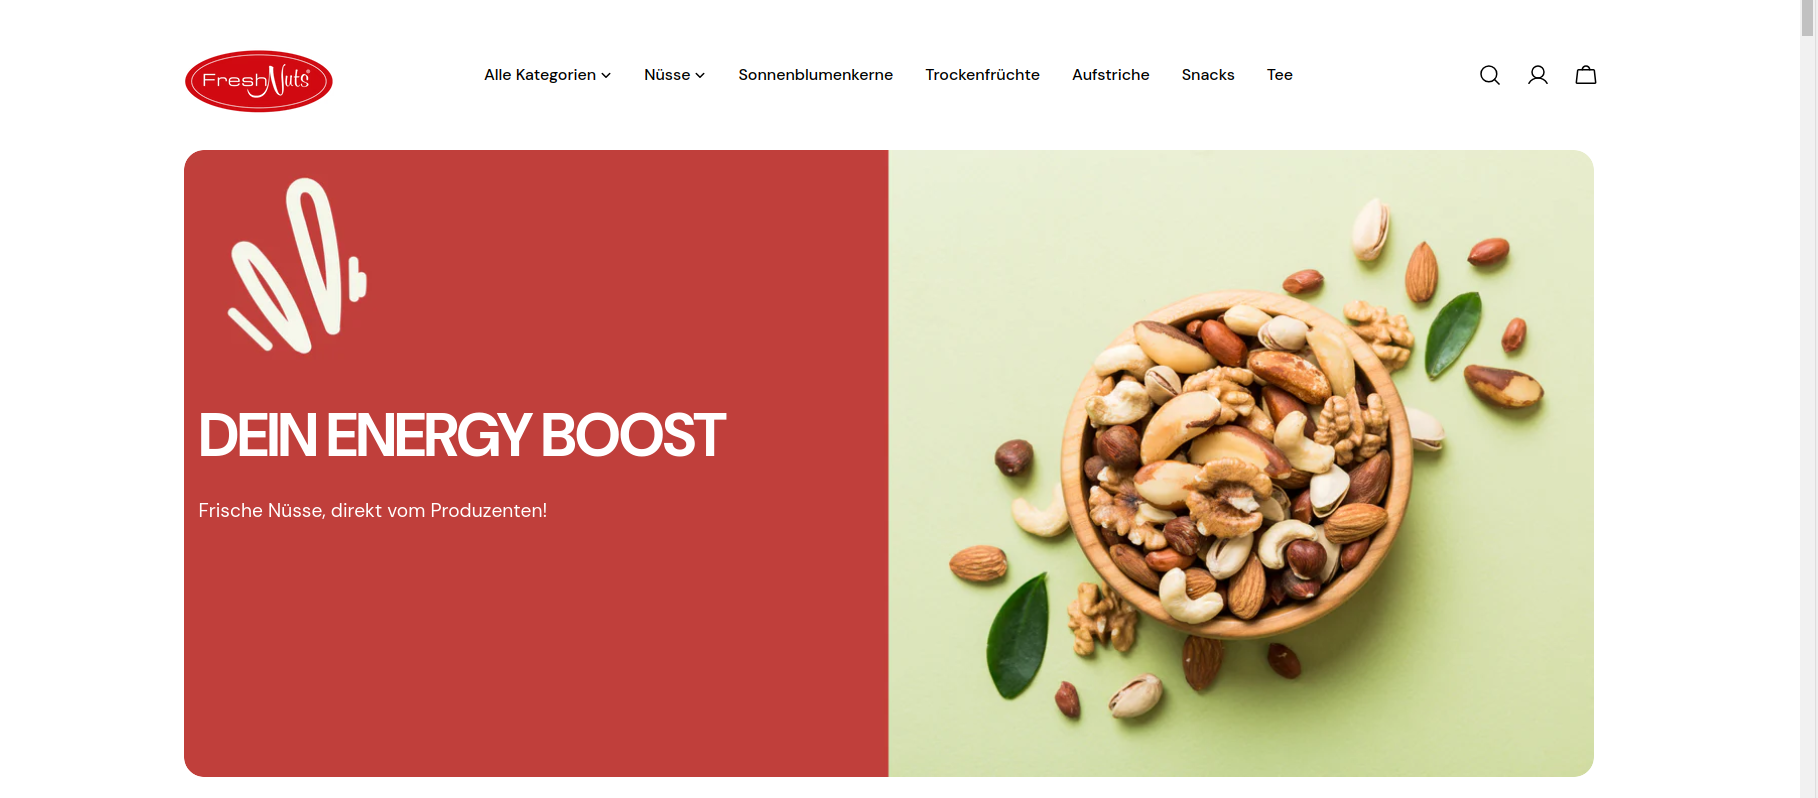 FreshNuts®
Alle Kategorien
Nüsse
Sonnenblumenkerne
Trockenfrüchte
Aufstriche
Snacks
Tee
DEIN ENERGY BOOST
Frische Nüsse, direkt vom Produzenten!